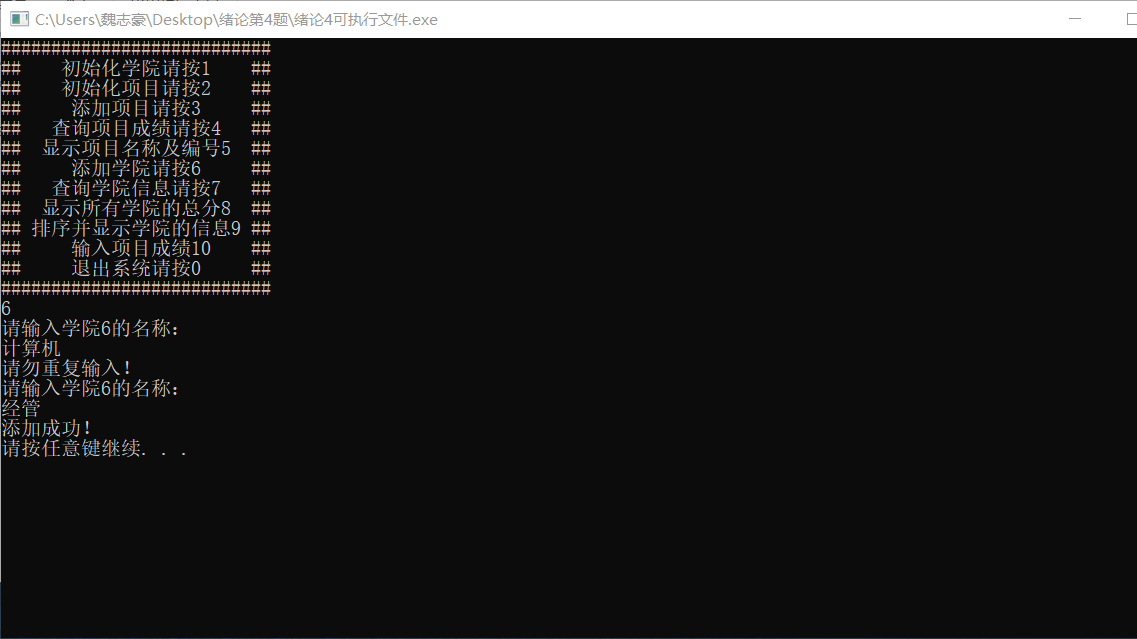 C:\Users\魏志豪\Desktop\绪论第4题\绪论4可执行文件.exe
###########################
##    初始化学院请按1    ##
##    初始化项目请按2    ##
##     添加项目请按3     ##
##   查询项目成绩请按4   ##
##  显示项目名称及编号5  ##
##     添加学院请按6     ##
##   查询学院信息请按7   ##
##  显示所有学院的总分8  ##
## 排序并显示学院的信息9 ##
##     输入项目成绩10    ##
##     退出系统请按0     ##
###########################
6
请输入学院6的名称:
计算机
请勿重复输入!
请输入学院6的名称:
经管
添加成功!
请按任意键继续. . .